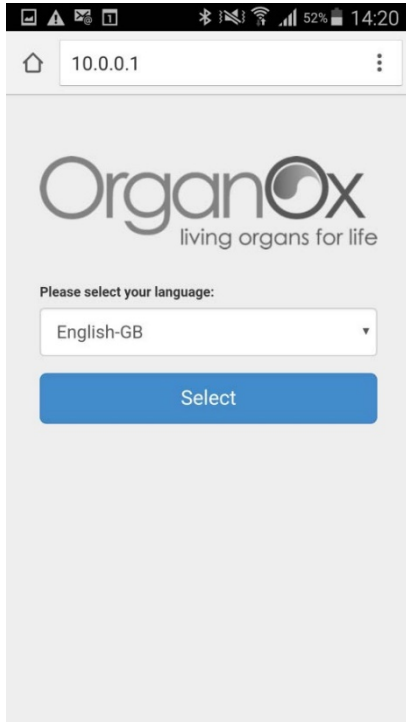 1 52% 14:20
10.0.0.1
OrganOx
living organs for life
Please select your language:
English-GB
Select